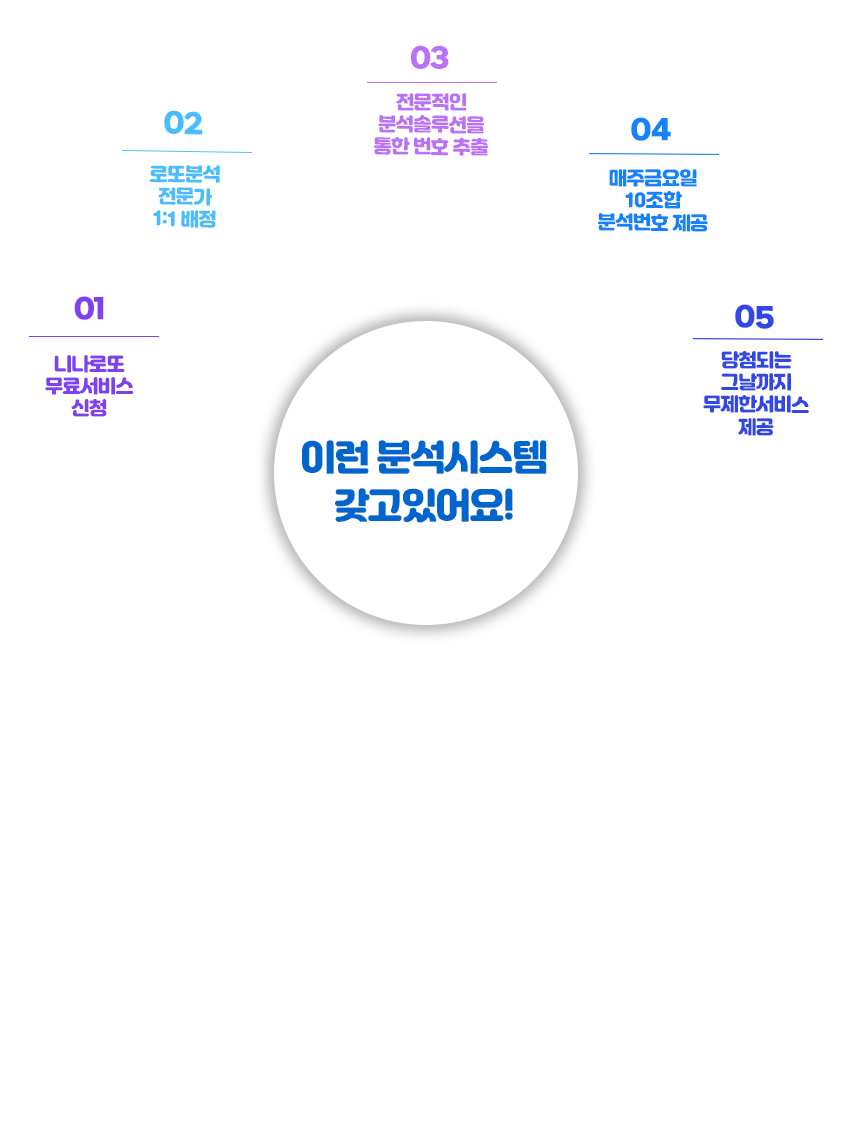 01
니나로또
무료서비스
신청
02
로또분석
전문가
1:1 배정
03
전문적인
분석솔루션을
통한 번호 추출
04
매주금요일
10조합
분석번호 제공
05
당첨되는
그날까지
무제한서비스
제공
이런 분석시스템
갖고있어요!